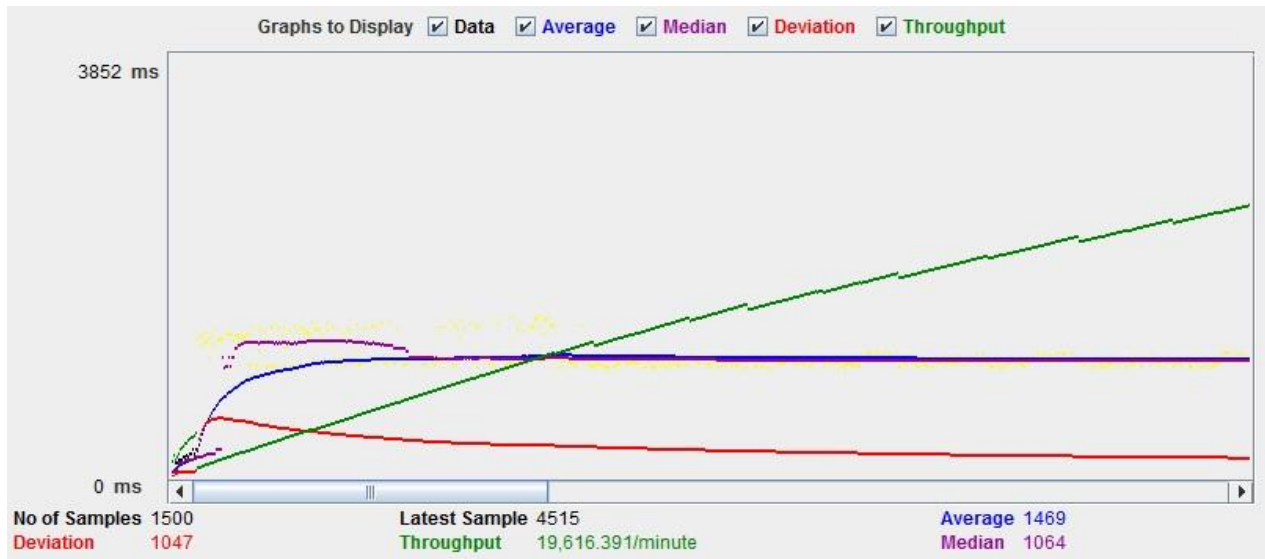 Graphs to Display Data Average Median Deviation Throughput
3852 ms
0 ms
No of Samples 1500 Latest Sample 4515 Average 1469
Deviation 1047 Throughput 19,616.391/minute Median 1064